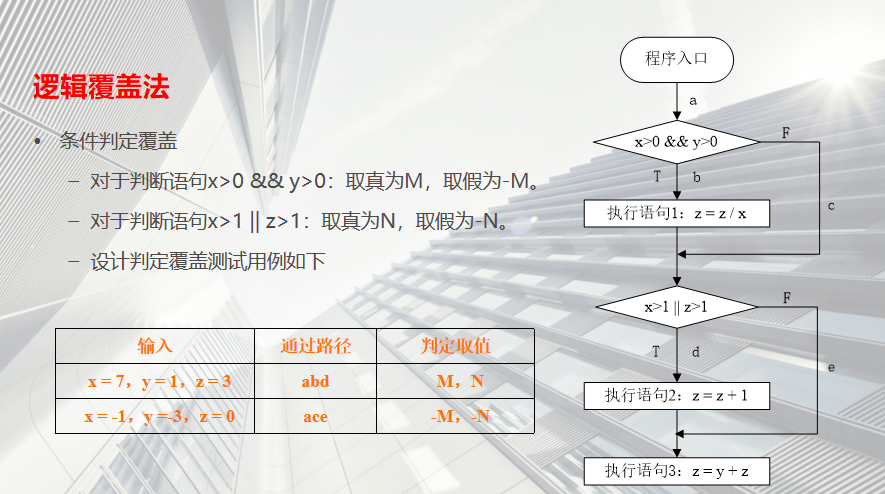 逻辑覆盖法
• 条件判定覆盖
– 对于判断语句x>0 && y>0：取真为M，取假为-M。
– 对于判断语句x>1 || z>1：取真为N，取假为-N。
– 设计判定覆盖测试用例如下
输入 通过路径 判定取值
x = 7，y = 1，z = 3 abd M，N
x = -1，y =-3，z = 0 ace -M，-N
程序入口
a
x>0 && y>0
F
T b
c
执行语句1：z = z / x
x>1 || z>1
F
T d
e
执行语句2：z = z + 1
执行语句3：z = y + z